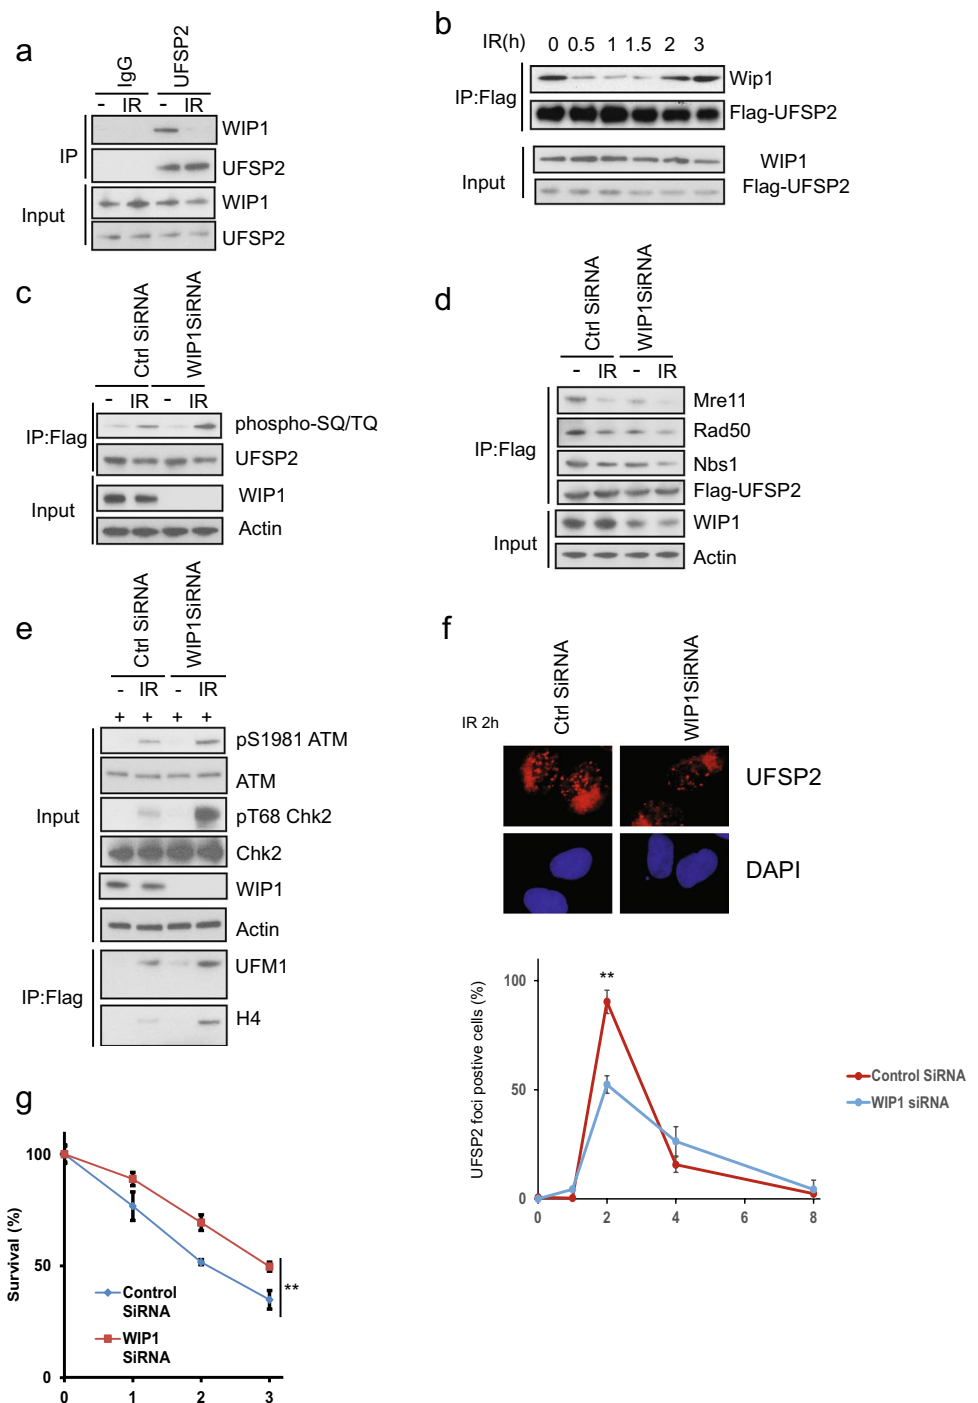 a
IgG
UFSP2
- IR - IR
IP
WIP1
UFSP2
Input
WIP1
UFSP2
b
IR(h) 0 0.5 1 1.5 2 3
IP:Flag
Wip1
Flag-UFSP2
Input
WIP1
Flag-UFSP2
c
Ctrl SiRNA
WIP1SiRNA
- IR - IR
IP:Flag
phospho-SQ/TQ
UFSP2
Input
WIP1
Actin
d
Ctrl SiRNA
WIP1SiRNA
- IR - IR
IP:Flag
Mre11
Rad50
Nbs1
Flag-UFSP2
Input
WIP1
Actin
e
Ctrl SiRNA
WIP1SiRNA
- IR - IR
+ + + +
Input
pS1981 ATM
ATM
pT68 Chk2
Chk2
WIP1
Actin
IP:Flag
UFM1
H4
f
Ctrl SiRNA
WIP1SiRNA
IR 2h
UFSP2
DAPI
UFSP2 foci postive cells (%)
100
50
0
**
0 2 4 6 8
Control SiRNA
WIP1 siRNA
g
Survival (%)
100
50
0
**
Control
SiRNA
WIP1
SiRNA
0 1 2 3